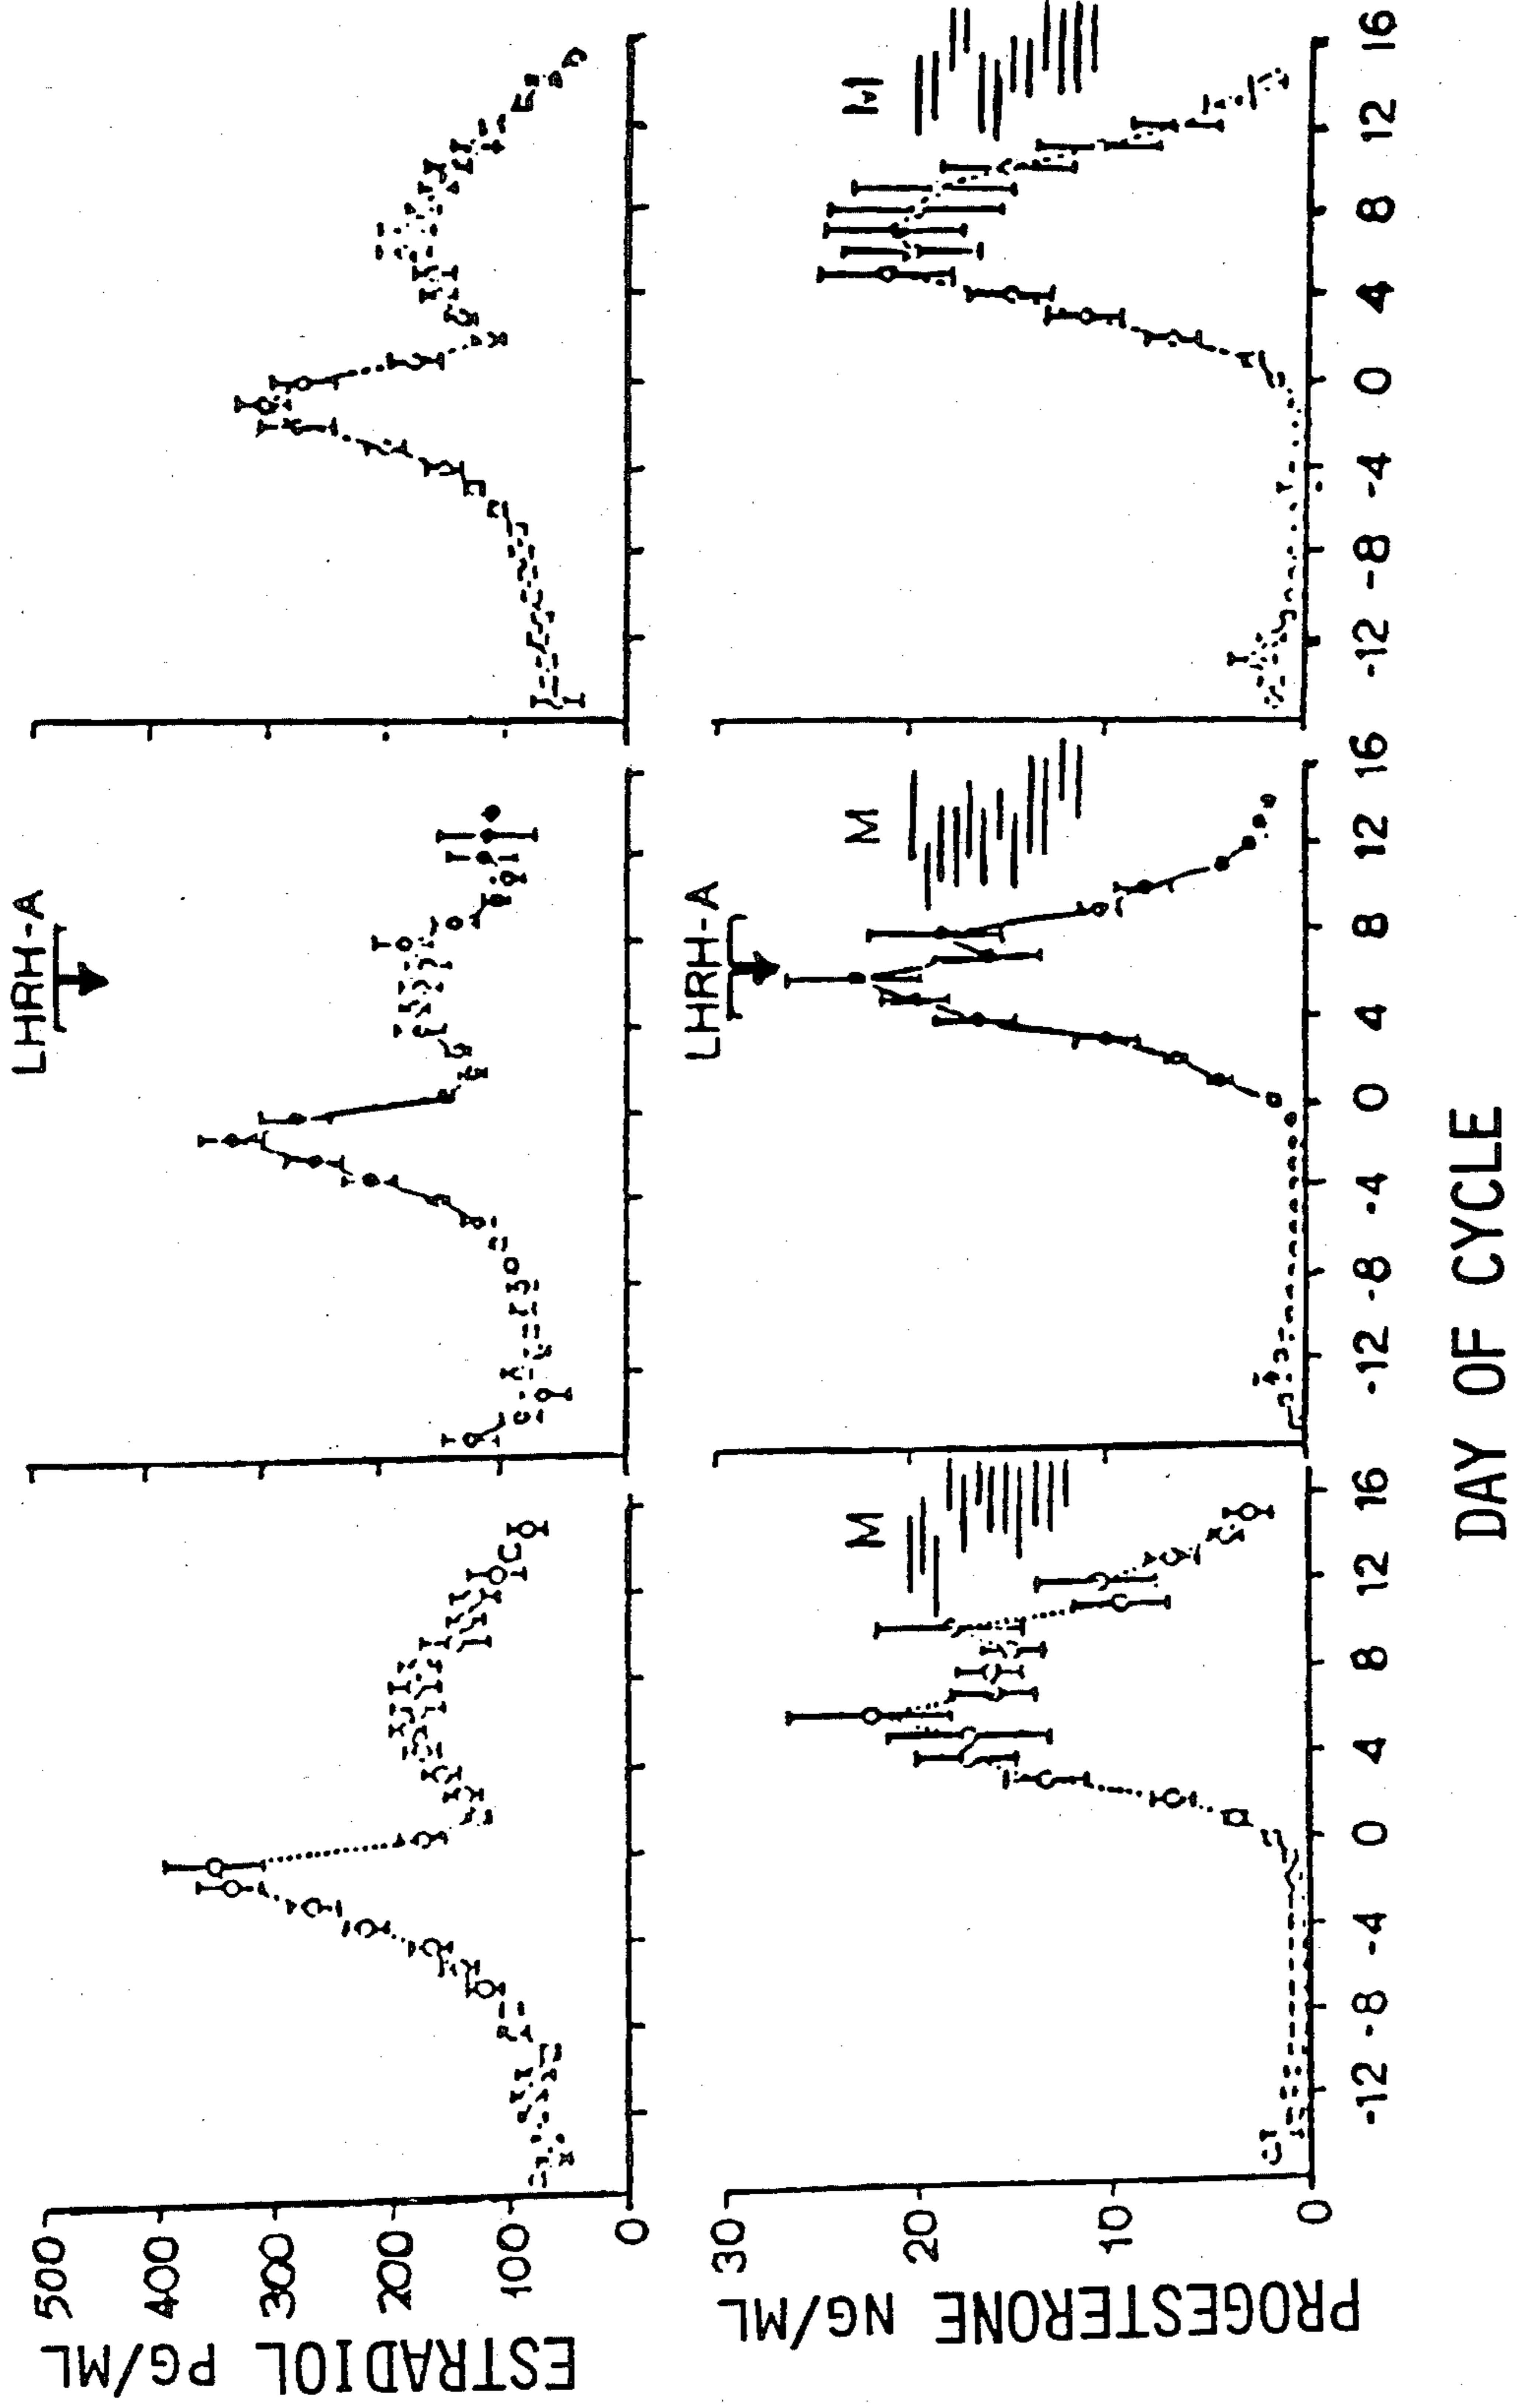 LHRH-A
500
400
300
200
100
0
ESTRADIOL PG/ML
LHRH-A
M
M
M
30
20
10
0
PROGESTERONE NG/ML
-12 -8 -4 0 4 8 12 16 -12 -8 -4 0 4 8 12 16 -12 -8 -4 0 4 8 12 16
DAY OF CYCLE